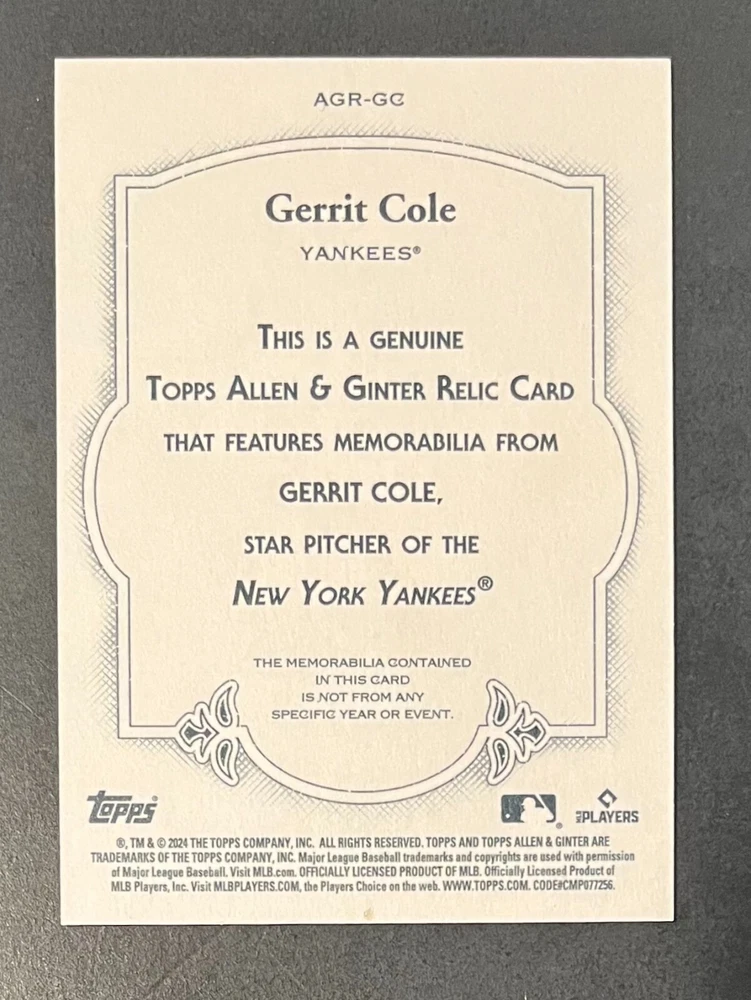 AGR-GC
Gerrit Cole
YANKEES®
THIS IS A GENUINE
TOPPS ALLEN & GINTER RELIC CARD
THAT FEATURES MEMORABILIA FROM
GERRIT COLE,
STAR PITCHER OF THE
NEW YORK YANKEES®
THE MEMORABILIA CONTAINED
IN THIS CARD
IS NOT FROM ANY
SPECIFIC YEAR OR EVENT.
topps®
® MLB PLAYERS
®, TM & © 2024 THE TOPPS COMPANY, INC. ALL RIGHTS RESERVED. TOPPS AND TOPPS ALLEN & GINTER ARE
TRADEMARKS OF THE TOPPS COMPANY, INC. Major League Baseball trademarks and copyrights are used with permission
of Major League Baseball. Visit MLB.com. OFFICIALLY LICENSED PRODUCT OF MLB. Officially Licensed Product of
MLB Players, Inc. Visit MLBPLAYERS.COM, the Players Choice on the web. WWW.TOPPS.COM. CODE#CMP077256.